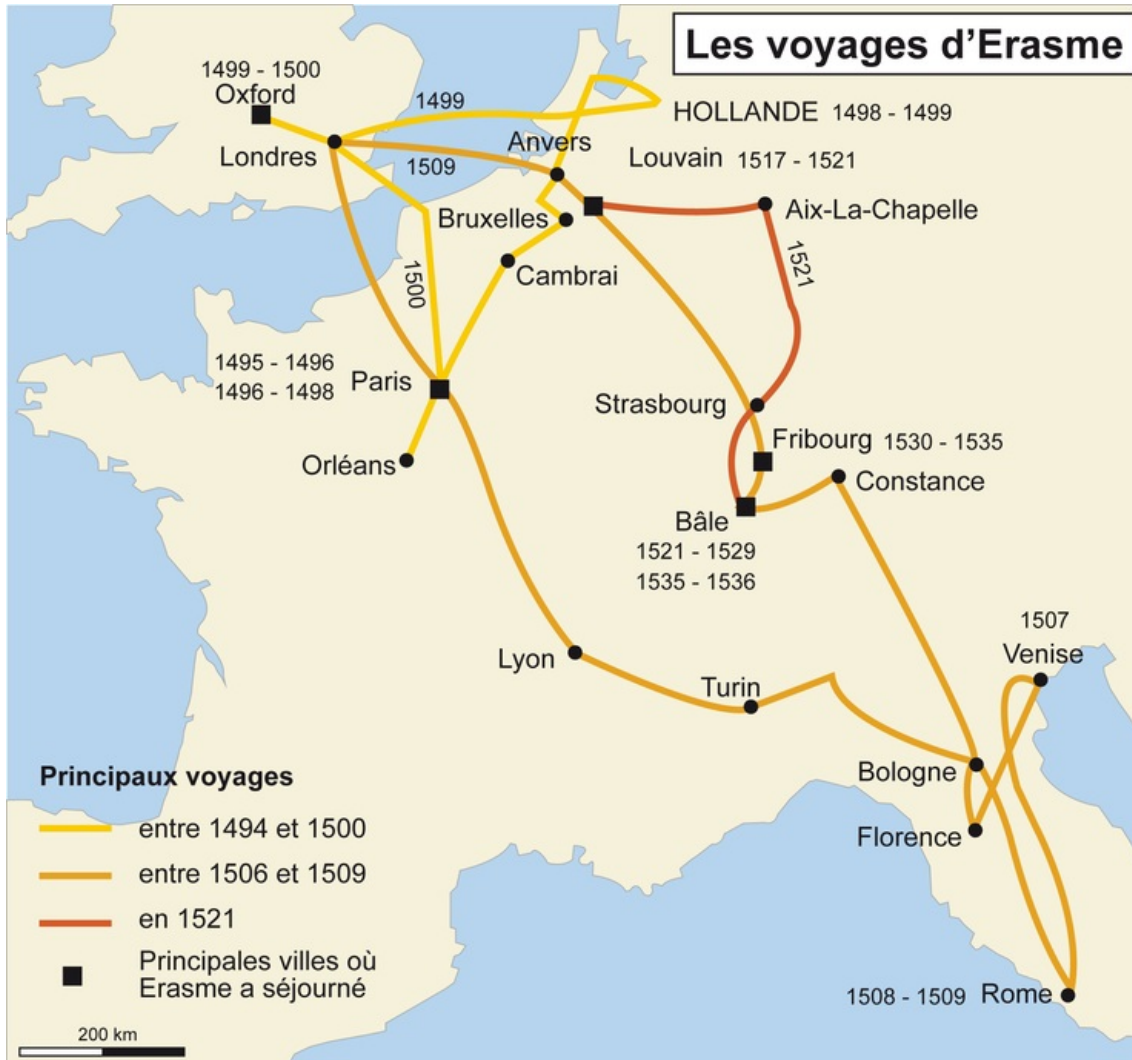 Les voyages d'Erasme
1499 - 1500
Oxford
1499
HOLLANDE 1498 - 1499
Londres
Anvers
1509
Louvain 1517 - 1521
Bruxelles
Aix-La-Chapelle
1521
Cambrai
1500
1495 - 1496
1496 - 1498
Paris
Strasbourg
Fribourg 1530 - 1535
Orléans
Constance
Bâle
1521 - 1529
1535 - 1536
1507
Venise
Lyon
Turin
Bologne
Florence
1508 - 1509 Rome
Principaux voyages
entre 1494 et 1500
entre 1506 et 1509
en 1521
Principales villes où
Erasme a séjourné
200 km